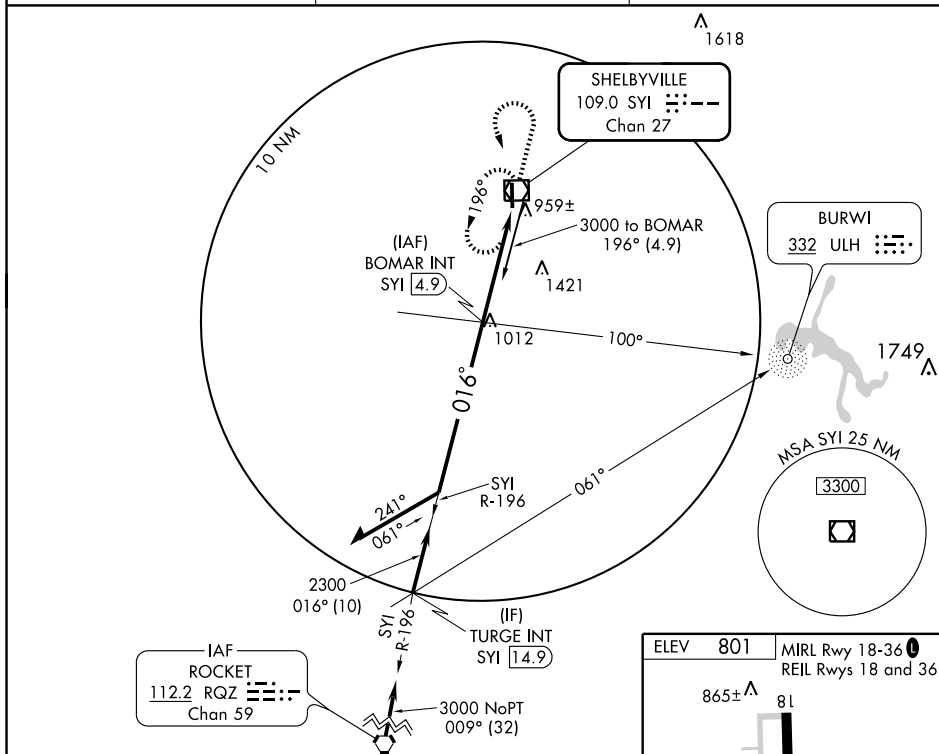 1618
SHELBYVILLE
109.0 SYI
Chan 27
10 NM
196°
959±
3000 to BOMAR
196° (4.9)
(IAF)
BOMAR INT
SYI 4.9
1421
BURWI
332 ULH
1012
100°
1749
016°
MSA SYI 25 NM
3300
SYI
R-196
061°
241°
061°
2300
016° (10)
SYI
R-196
(IF)
TURGE INT
SYI 14.9
IAF
ROCKET
112.2 RQZ
Chan 59
3000 NoPT
009° (32)
ELEV 801
MIRL Rwy 18-36 L
REIL Rwys 18 and 36
865±
18